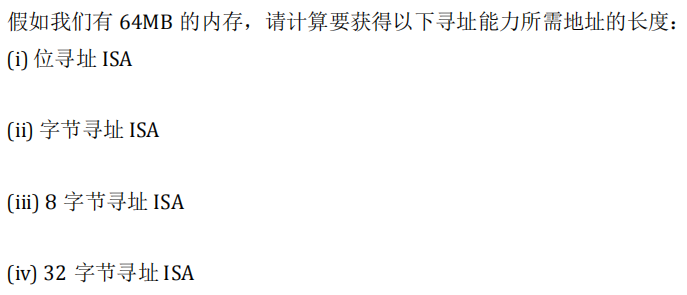 假如我们有 64MB 的内存，请计算要获得以下寻址能力所需地址的长度：
(i) 位寻址 ISA
(ii) 字节寻址 ISA
(iii) 8 字节寻址 ISA
(iv) 32 字节寻址 ISA